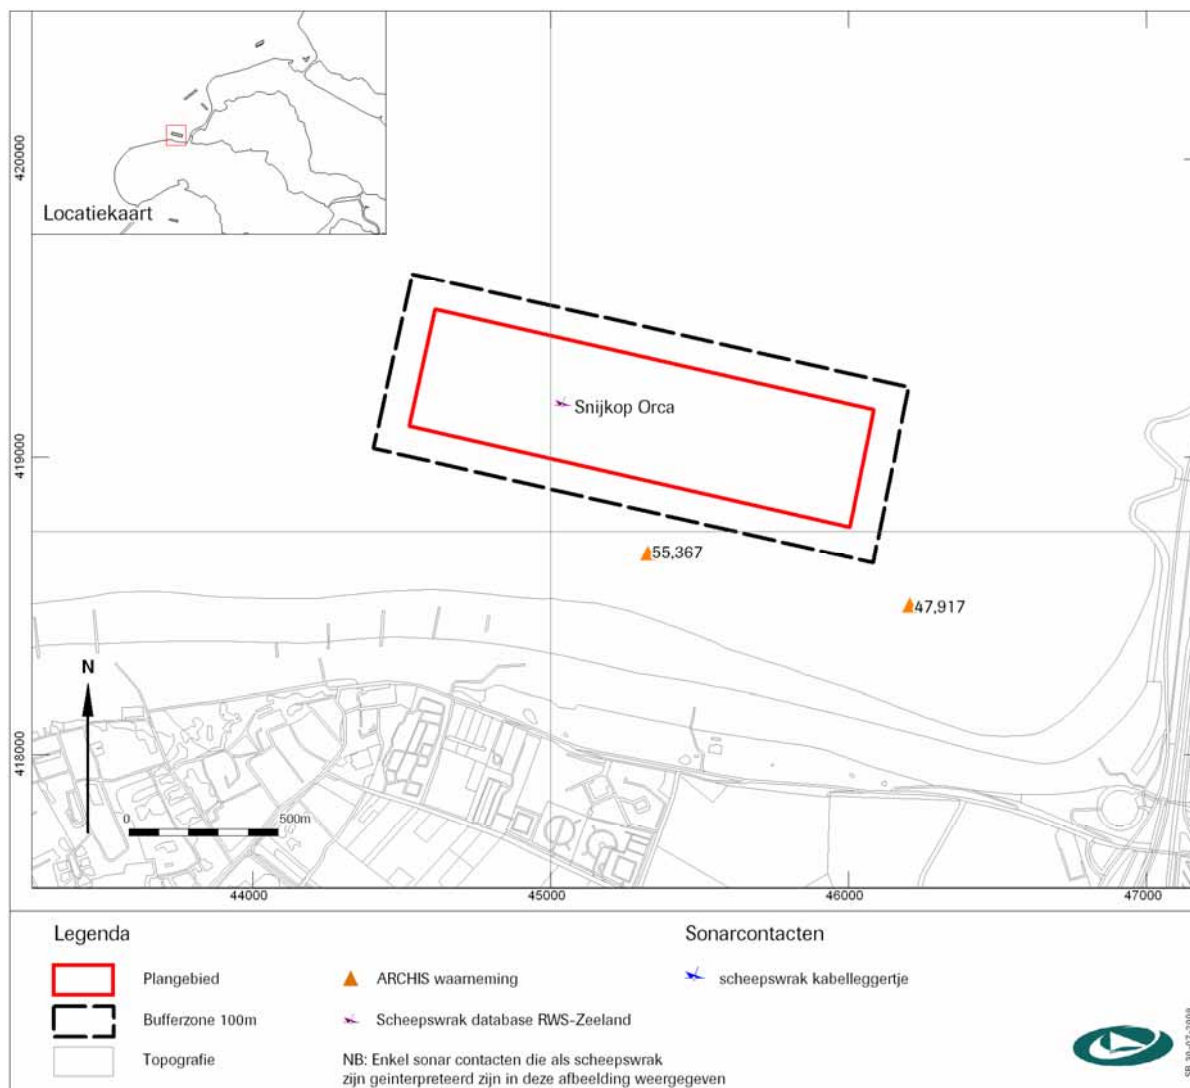 Locatiekaart
420000
419000
418000
Snijkop Orca
55,367
47,917
N
0
500m
44000
45000
46000
47000
Legenda
Plangebied
Bufferzone 100m
Topografie
ARCHIS waarneming
Scheepswrak database RWS-Zeeland
NB: Enkel sonar contacten die als scheepswrak
zijn geinterpreteerd zijn in deze afbeelding weergegeven
Sonarcontacten
scheepswrak kabelleggertje